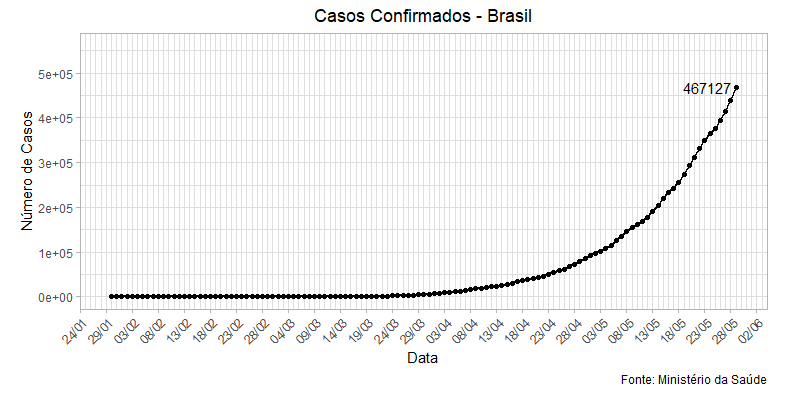 Casos Confirmados - Brasil
Número de Casos
5e+05
4e+05
3e+05
2e+05
1e+05
0e+00
467127
24/01 29/01 03/02 08/02 13/02 18/02 23/02 28/02 04/03 09/03 14/03 19/03 24/03 29/03 03/04 08/04 13/04 18/04 23/04 28/04 03/05 08/05 13/05 18/05 23/05 28/05 02/06
Data
Fonte: Ministério da Saúde